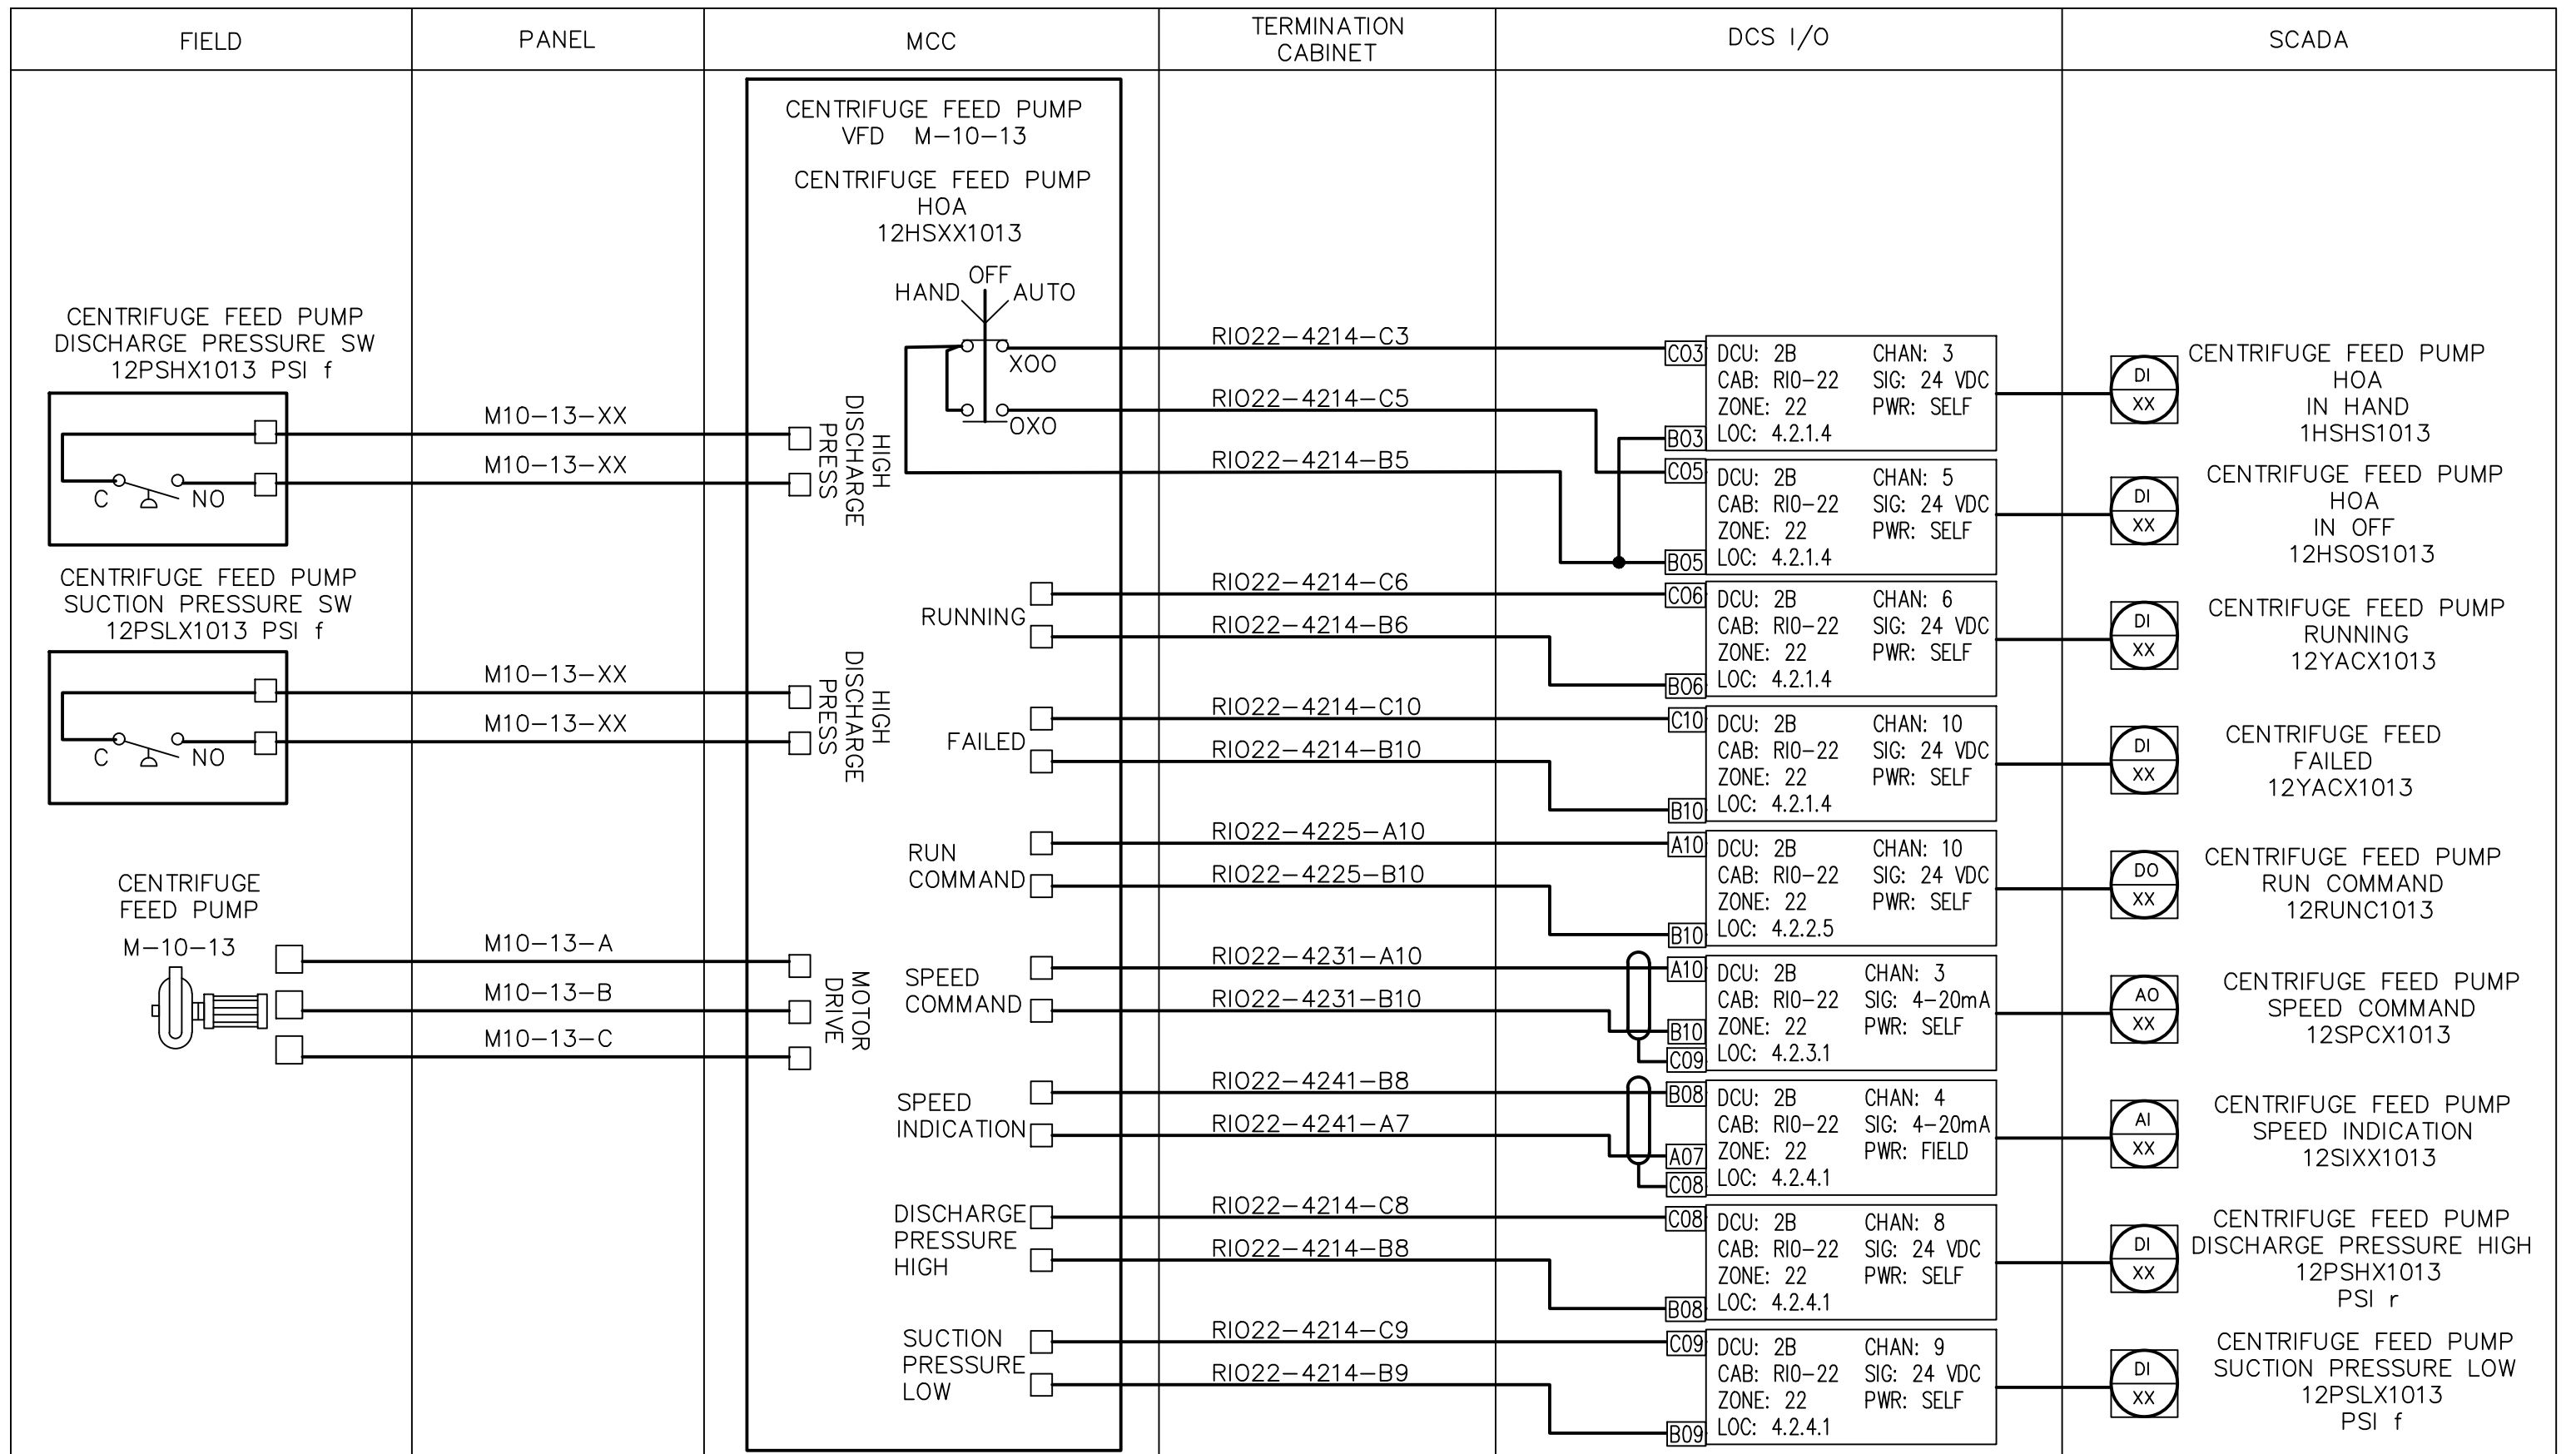 FIELD
PANEL
MCC
TERMINATION
CABINET
DCS I/O
SCADA
CENTRIFUGE FEED PUMP
DISCHARGE PRESSURE SW
12PSHX1013 PSI f
C
NO
CENTRIFUGE FEED PUMP
SUCTION PRESSURE SW
12PSLX1013 PSI f
C
NO
CENTRIFUGE
FEED PUMP
M-10-13
M10-13-XX
M10-13-XX
M10-13-XX
M10-13-XX
M10-13-A
M10-13-B
M10-13-C
CENTRIFUGE FEED PUMP
VFD M-10-13
CENTRIFUGE FEED PUMP
HOA
12HSXX1013
OFF
HAND
AUTO
XOO
OXO
HIGH
DISCHARGE
PRESS
HIGH
DISCHARGE
PRESS
MOTOR
DRIVE
RUNNING
FAILED
RUN
COMMAND
SPEED
COMMAND
SPEED
INDICATION
DISCHARGE
PRESSURE
HIGH
SUCTION
PRESSURE
LOW
RIO22-4214-C3
RIO22-4214-C5
RIO22-4214-B5
RIO22-4214-C6
RIO22-4214-B6
RIO22-4214-C10
RIO22-4214-B10
RIO22-4225-A10
RIO22-4225-B10
RIO22-4231-A10
RIO22-4231-B10
RIO22-4241-B8
RIO22-4241-A7
RIO22-4214-C8
RIO22-4214-B8
RIO22-4214-C9
RIO22-4214-B9
C03
B03
DCU: 2B CHAN: 3
CAB: RIO-22 SIG: 24 VDC
ZONE: 22 PWR: SELF
LOC: 4.2.1.4
C05
B05
DCU: 2B CHAN: 5
CAB: RIO-22 SIG: 24 VDC
ZONE: 22 PWR: SELF
LOC: 4.2.1.4
C06
B06
DCU: 2B CHAN: 6
CAB: RIO-22 SIG: 24 VDC
ZONE: 22 PWR: SELF
LOC: 4.2.1.4
C10
B10
DCU: 2B CHAN: 10
CAB: RIO-22 SIG: 24 VDC
ZONE: 22 PWR: SELF
LOC: 4.2.1.4
A10
B10
DCU: 2B CHAN: 10
CAB: RIO-22 SIG: 24 VDC
ZONE: 22 PWR: SELF
LOC: 4.2.2.5
A10
B10
C09
DCU: 2B CHAN: 3
CAB: RIO-22 SIG: 4-20mA
ZONE: 22 PWR: SELF
LOC: 4.2.3.1
B08
A07
C08
DCU: 2B CHAN: 4
CAB: RIO-22 SIG: 4-20mA
ZONE: 22 PWR: FIELD
LOC: 4.2.4.1
C08
B08
DCU: 2B CHAN: 8
CAB: RIO-22 SIG: 24 VDC
ZONE: 22 PWR: SELF
LOC: 4.2.4.1
C09
B09
DCU: 2B CHAN: 9
CAB: RIO-22 SIG: 24 VDC
ZONE: 22 PWR: SELF
LOC: 4.2.4.1
DI
XX
CENTRIFUGE FEED PUMP
HOA
IN HAND
1HSHS1013
DI
XX
CENTRIFUGE FEED PUMP
HOA
IN OFF
12HSOS1013
DI
XX
CENTRIFUGE FEED PUMP
RUNNING
12YACX1013
DI
XX
CENTRIFUGE FEED
FAILED
12YACX1013
DO
XX
CENTRIFUGE FEED PUMP
RUN COMMAND
12RUNC1013
AO
XX
CENTRIFUGE FEED PUMP
SPEED COMMAND
12SPCX1013
AI
XX
CENTRIFUGE FEED PUMP
SPEED INDICATION
12SIXX1013
DI
XX
CENTRIFUGE FEED PUMP
DISCHARGE PRESSURE HIGH
12PSHX1013
PSI r
DI
XX
CENTRIFUGE FEED PUMP
SUCTION PRESSURE LOW
12PSLX1013
PSI f